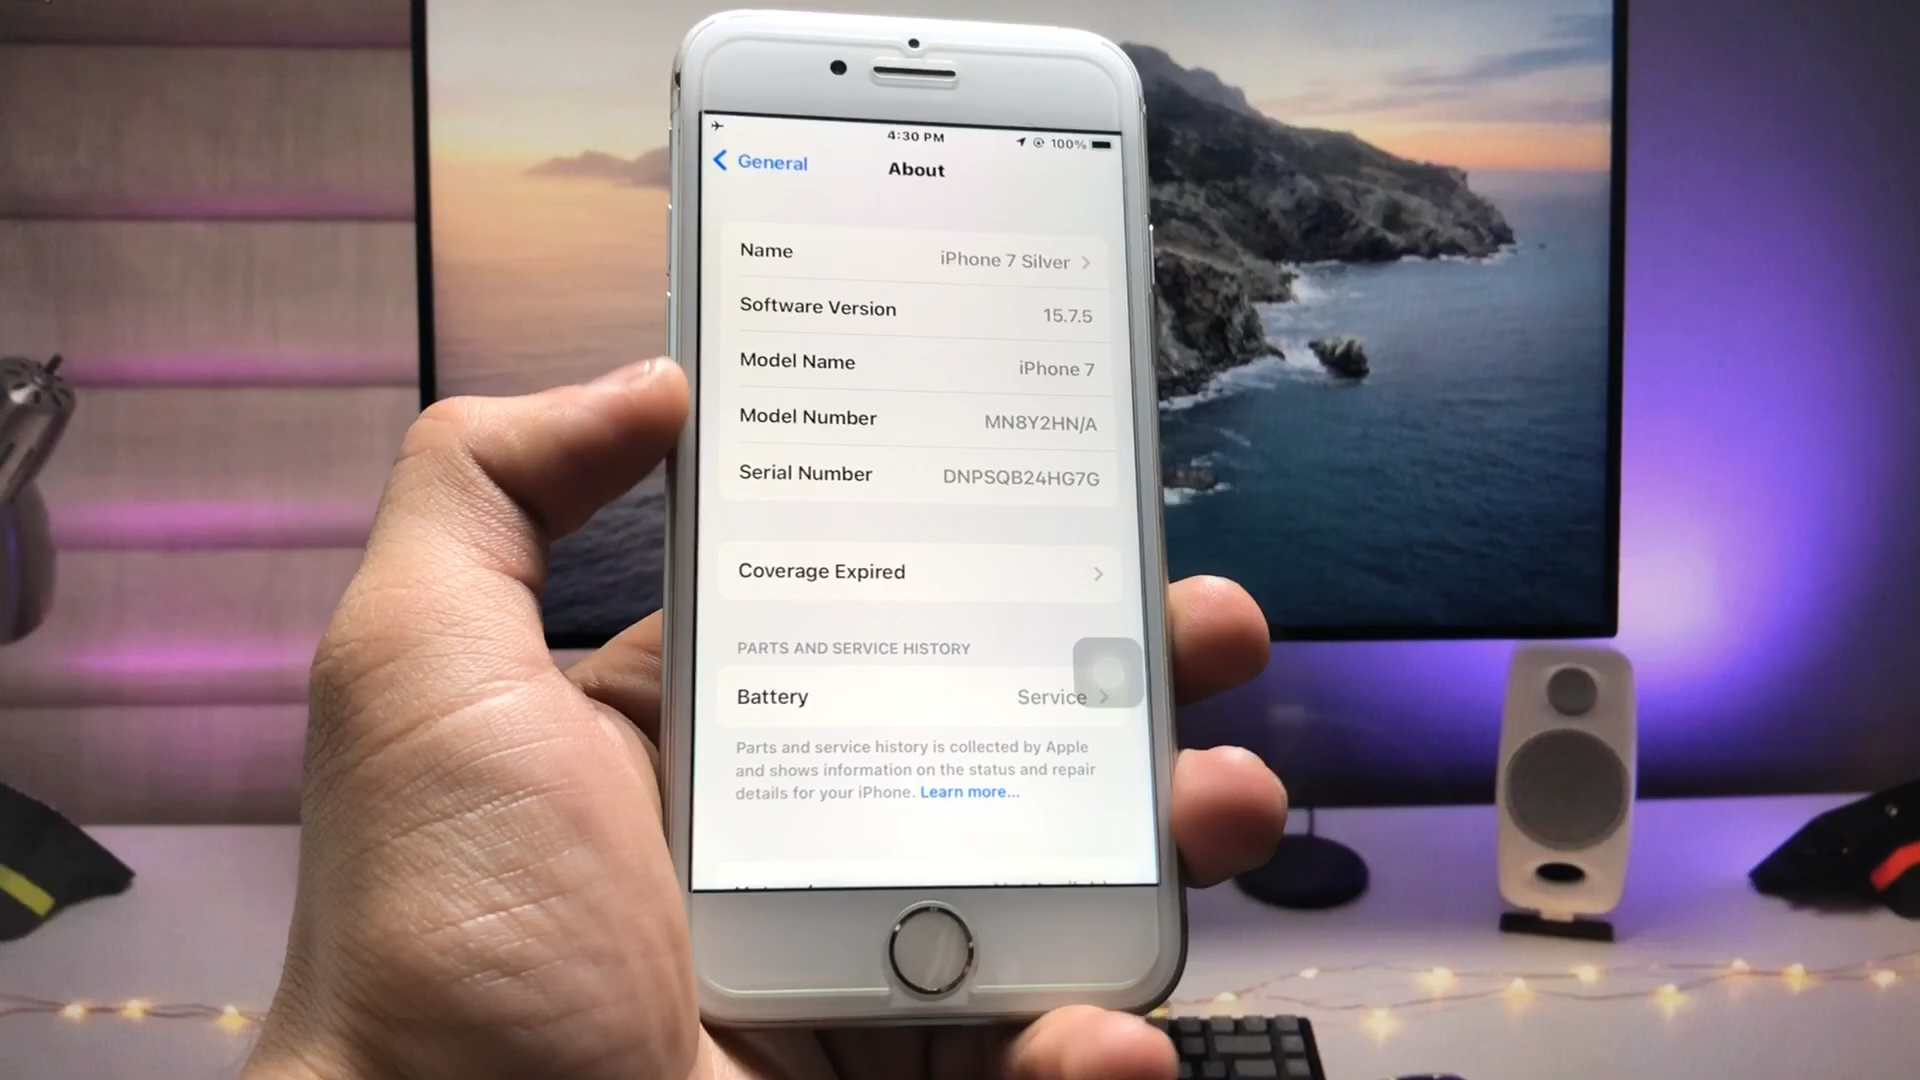 4:30 PM
100%
General
About
Name
iPhone 7 Silver
Software Version
15.7.5
Model Name
iPhone 7
Model Number
MN8Y2HN/A
Serial Number
DNPSQB24HG7G
Coverage Expired
PARTS AND SERVICE HISTORY
Battery
Service
Parts and service history is collected by Apple
and shows information on the status and repair
details for your iPhone. Learn more...